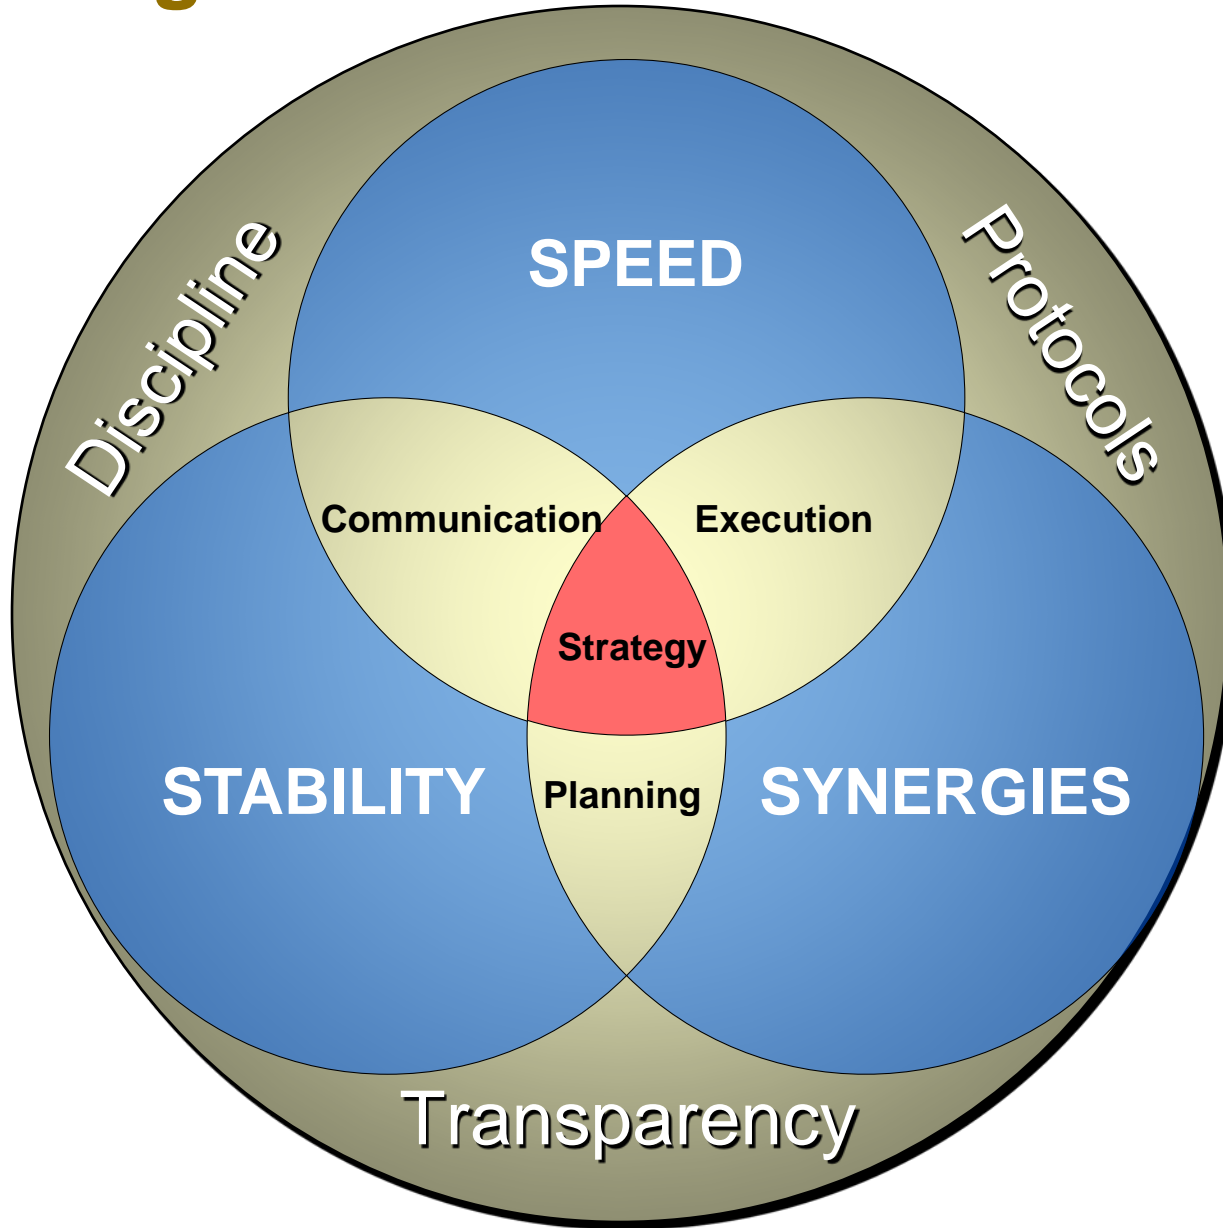 SPEED
Discipline
Protocols
Communication
Execution
Strategy
STABILITY
Planning
SYNERGIES
Transparency